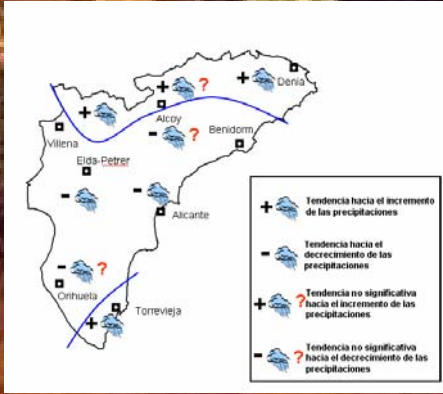 + ?
+
Denia
+
Alcoy
- ?
Benidorm
Villena
Elda-Petrer
-
-
Alicante
- ?
Orihuela
Torrevieja
+
+ Tendencia hacia el incremento
de las precipitaciones
- Tendencia hacia el
decrecimiento de las
precipitaciones
+ ? Tendencia no significativa
hacia el incremento de las
precipitaciones
- ? Tendencia no significativa
hacia el decrecimiento de las
precipitaciones